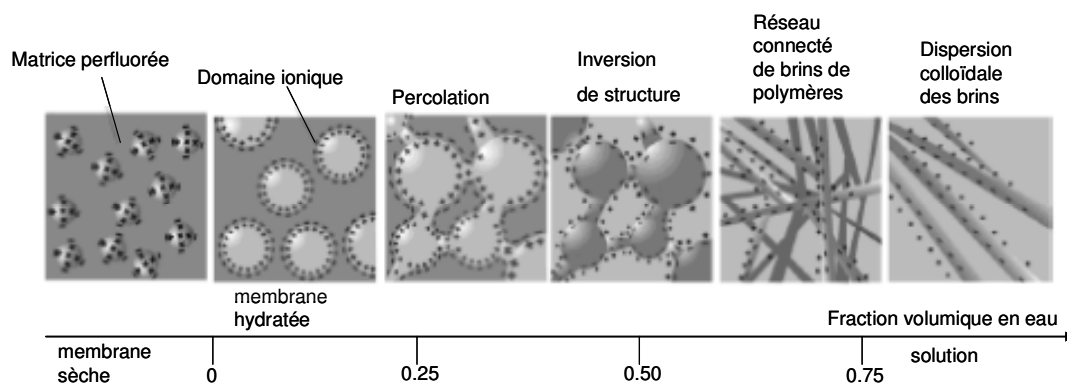 Matrice perfluorée
Domaine ionique
Percolation
Inversion
de structure
Réseau
connecté
de brins de
polymères
Dispersion
colloïdale
des brins
membrane
hydratée
Fraction volumique en eau
membrane
sèche
solution
0
0.25
0.50
0.75